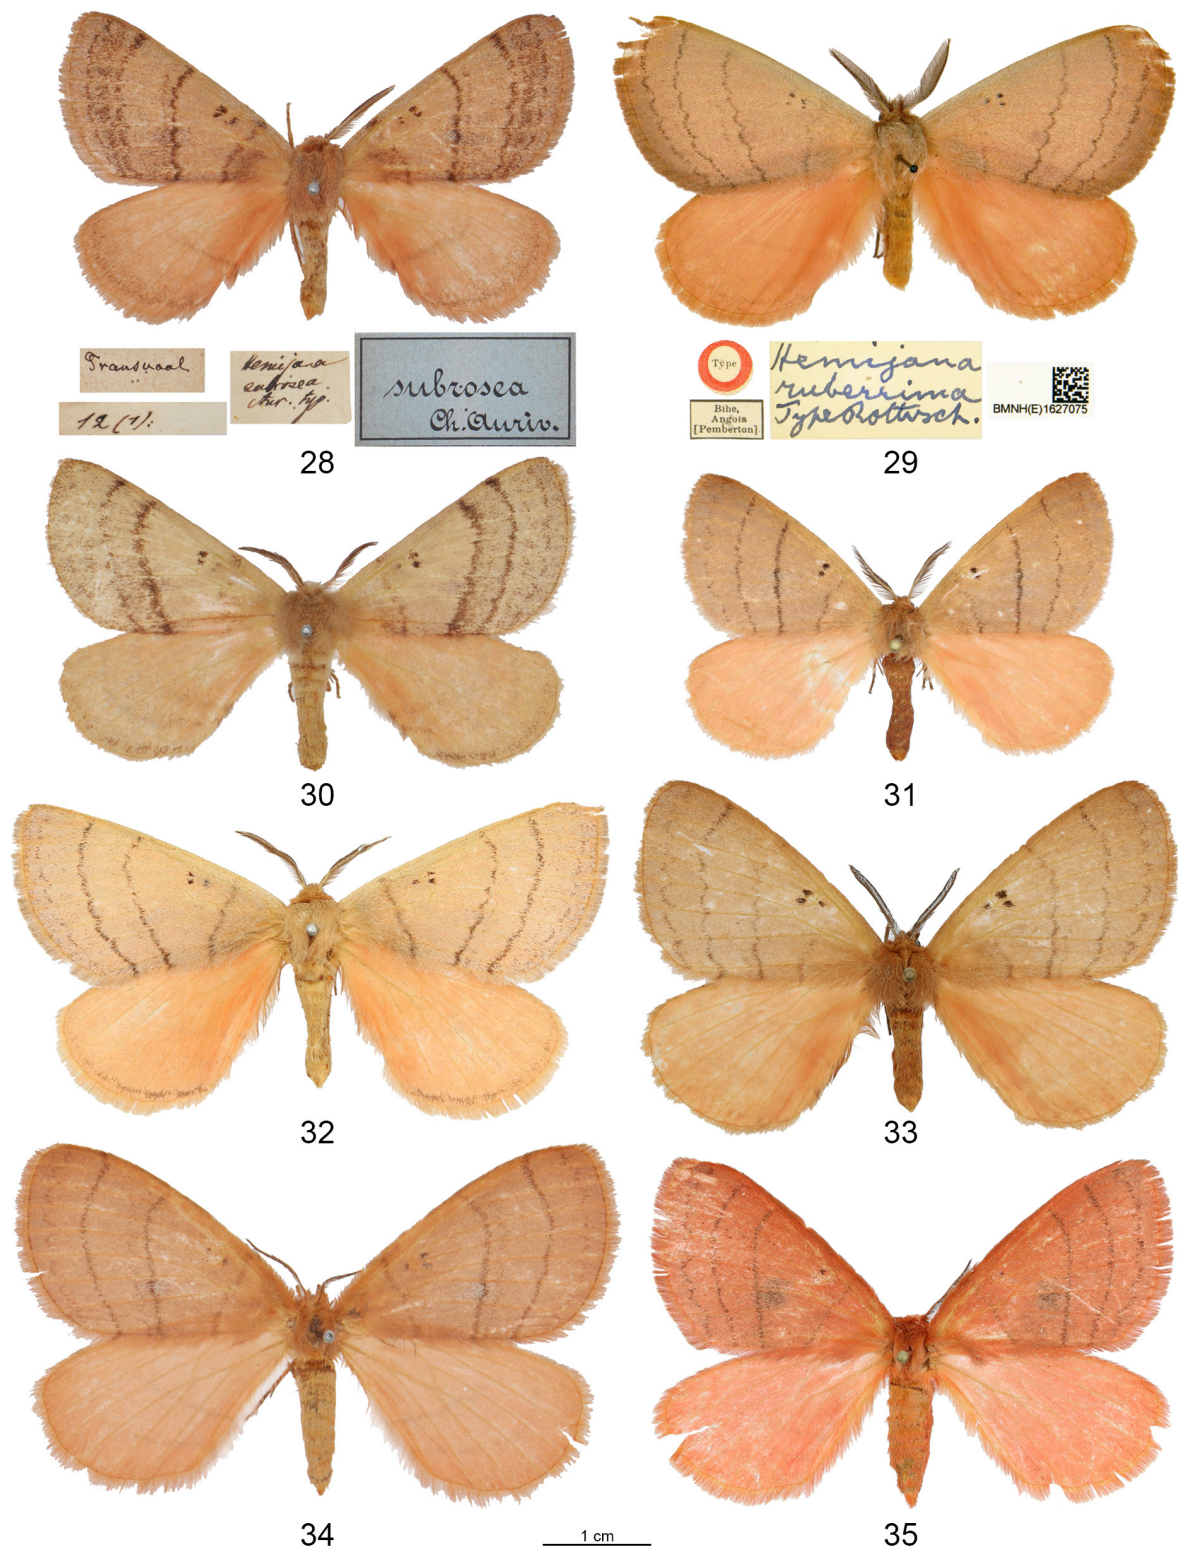 Transvaal
12 (1):
Hemijana
subrosea
Aur. typ.
subrosea
Ch. Auriv.
28
Type
Bihe,
Angola
[Pemberton].
Hemijana
ruberrima
Type Rothsch.
BMNH(E)1627075
29
30
31
32
33
34
1 cm
35